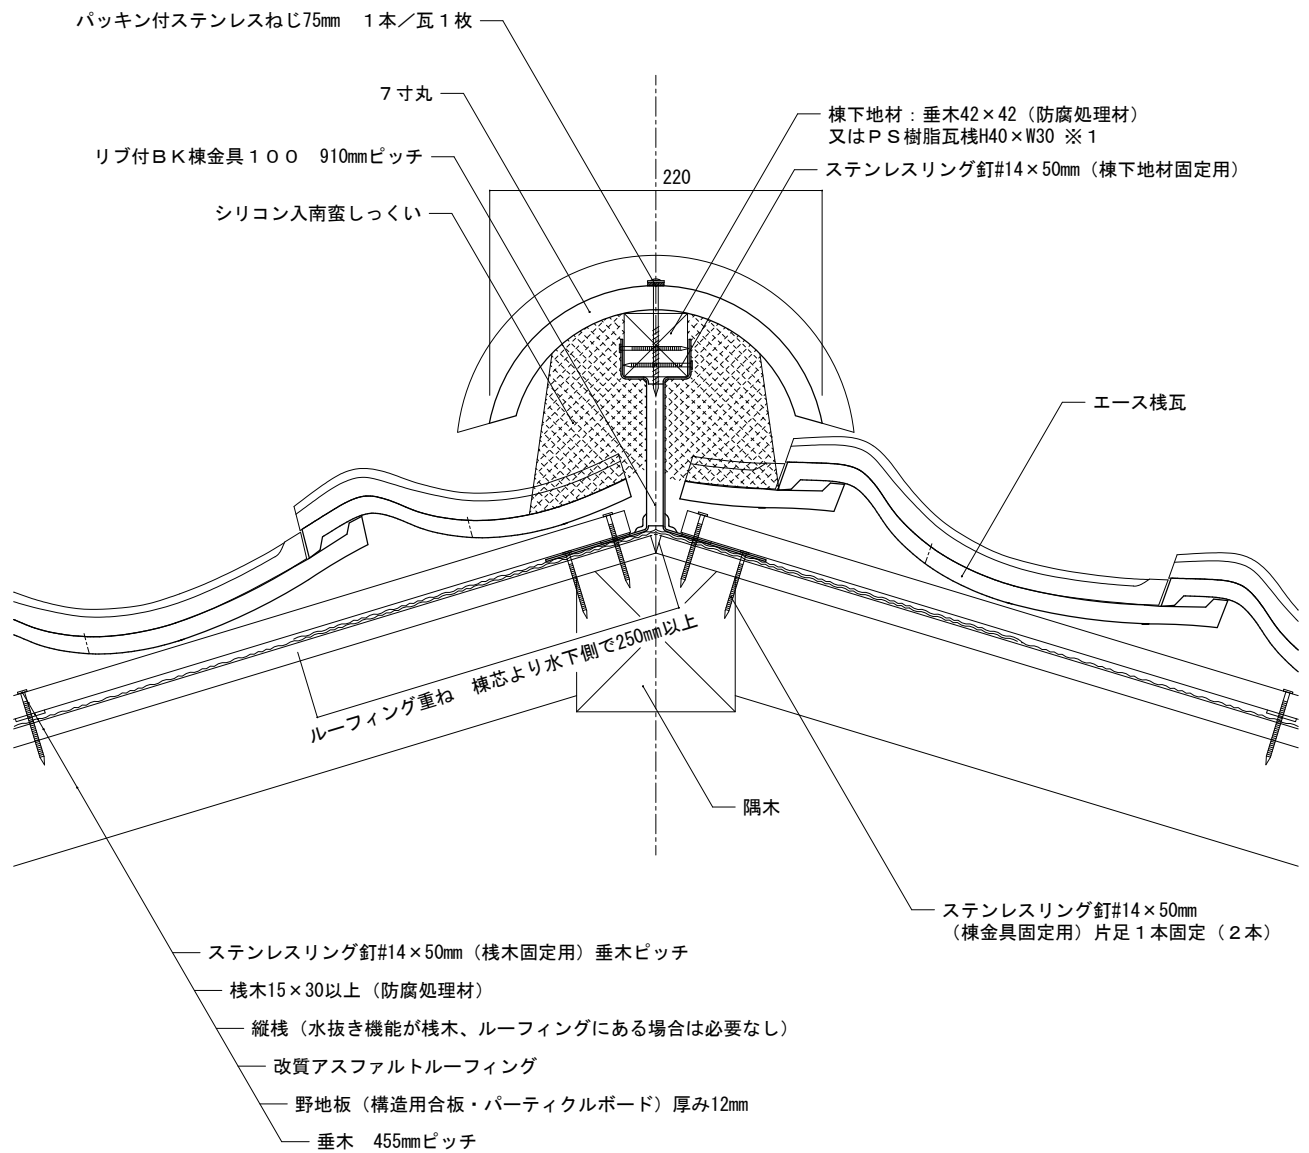 パッキン付ステンレスねじ75mm　１本／瓦１枚
７寸丸
棟下地材：垂木42×42（防腐処理材）
又はＰＳ樹脂瓦桟H40×W30 ※１
リブ付ＢＫ棟金具１００　910mmピッチ
ステンレスリング釘#14×50mm（棟下地材固定用）
220
シリコン入南蛮しっくい
エース桟瓦
ルーフィング重ね　棟芯より水下側で250mm以上
隅木
ステンレスリング釘#14×50mm
（棟金具固定用）片足１本固定（２本）
ステンレスリング釘#14×50mm（桟木固定用）垂木ピッチ
桟木15×30以上（防腐処理材）
縦桟（水抜き機能が桟木、ルーフィングにある場合は必要なし）
改質アスファルトルーフィング
野地板（構造用合板・パーティクルボード）厚み12mm
垂木　455mmピッチ